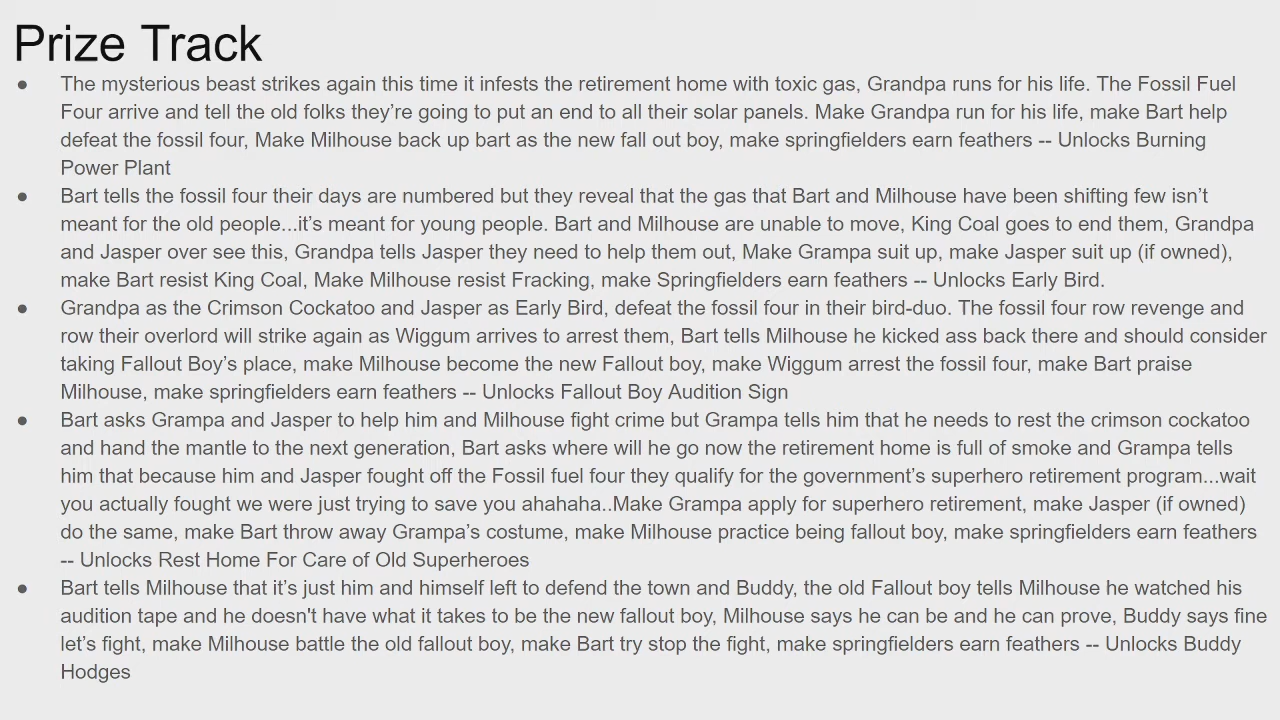 Prize Track
● The mysterious beast strikes again this time it infests the retirement home with toxic gas, Grandpa runs for his life. The Fossil Fuel
Four arrive and tell the old folks they’re going to put an end to all their solar panels. Make Grandpa run for his life, make Bart help
defeat the fossil four, Make Milhouse back up bart as the new fall out boy, make springfielders earn feathers -- Unlocks Burning
Power Plant
● Bart tells the fossil four their days are numbered but they reveal that the gas that Bart and Milhouse have been shifting few isn’t
meant for the old people...it’s meant for young people. Bart and Milhouse are unable to move, King Coal goes to end them, Grandpa
and Jasper over see this, Grandpa tells Jasper they need to help them out, Make Grampa suit up, make Jasper suit up (if owned),
make Bart resist King Coal, Make Milhouse resist Fracking, make Springfielders earn feathers -- Unlocks Early Bird.
● Grandpa as the Crimson Cockatoo and Jasper as Early Bird, defeat the fossil four in their bird-duo. The fossil four row revenge and
row their overlord will strike again as Wiggum arrives to arrest them, Bart tells Milhouse he kicked ass back there and should consider
taking Fallout Boy’s place, make Milhouse become the new Fallout boy, make Wiggum arrest the fossil four, make Bart praise
Milhouse, make springfielders earn feathers -- Unlocks Fallout Boy Audition Sign
● Bart asks Grampa and Jasper to help him and Milhouse fight crime but Grampa tells him that he needs to rest the crimson cockatoo
and hand the mantle to the next generation, Bart asks where will he go now the retirement home is full of smoke and Grampa tells
him that because him and Jasper fought off the Fossil fuel four they qualify for the government’s superhero retirement program...wait
you actually fought we were just trying to save you ahahaha..Make Grampa apply for superhero retirement, make Jasper (if owned)
do the same, make Bart throw away Grampa’s costume, make Milhouse practice being fallout boy, make springfielders earn feathers
-- Unlocks Rest Home For Care of Old Superheroes
● Bart tells Milhouse that it’s just him and himself left to defend the town and Buddy, the old Fallout boy tells Milhouse he watched his
audition tape and he doesn't have what it takes to be the new fallout boy, Milhouse says he can be and he can prove, Buddy says fine
let’s fight, make Milhouse battle the old fallout boy, make Bart try stop the fight, make springfielders earn feathers -- Unlocks Buddy
Hodges